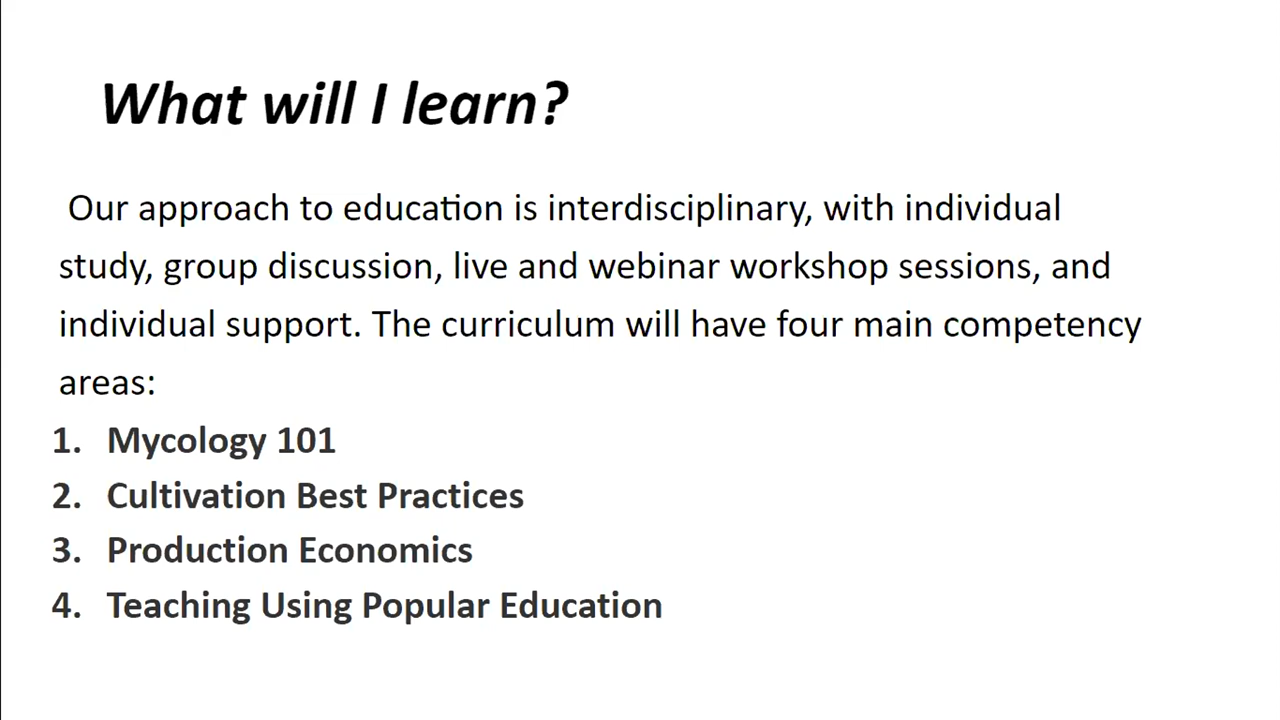 What will I learn?
Our approach to education is interdisciplinary, with individual
study, group discussion, live and webinar workshop sessions, and
individual support. The curriculum will have four main competency
areas:
1. Mycology 101
2. Cultivation Best Practices
3. Production Economics
4. Teaching Using Popular Education